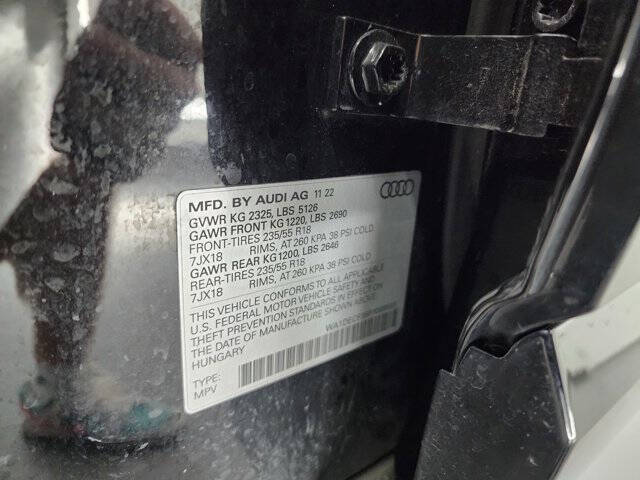 MFD. BY AUDI AG 11 22
GVWR KG 2325, LBS 5126
GAWR FRONT KG1220, LBS 2690
FRONT-TIRES 235/55 R18
7JX18 RIMS, AT 260 KPA 38 PSI COLD
GAWR REAR KG1200, LBS 2646
REAR-TIRES 235/55 R18
7JX18 RIMS, AT 260 KPA 38 PSI COLD
THIS VEHICLE CONFORMS TO ALL APPLICABLE
U.S. FEDERAL MOTOR VEHICLE SAFETY AND
THEFT PREVENTION STANDARDS IN EFFECT ON
THE DATE OF MANUFACTURE SHOWN ABOVE.
HUNGARY
TYPE:
MPV